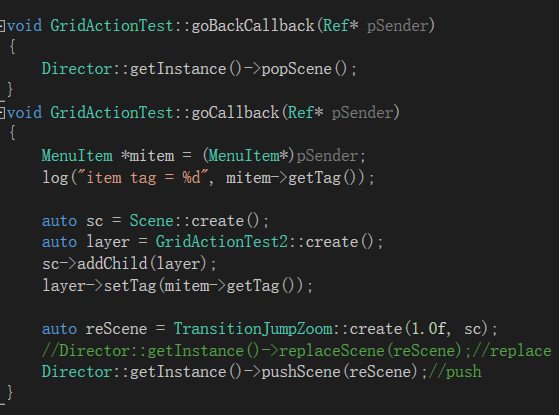 void GridActionTest::goBackCallback(Ref* pSender)
{
Director::getInstance()->popScene();
}
void GridActionTest::goCallback(Ref* pSender)
{
MenuItem *mitem = (MenuItem*)pSender;
log("item tag = %d", mitem->getTag());
auto sc = Scene::create();
auto layer = GridActionTest2::create();
sc->addChild(layer);
layer->setTag(mitem->getTag());
auto reScene = TransitionJumpZoom::create(1.0f, sc);
//Director::getInstance()->replaceScene(reScene);//replace
Director::getInstance()->pushScene(reScene);//push
}